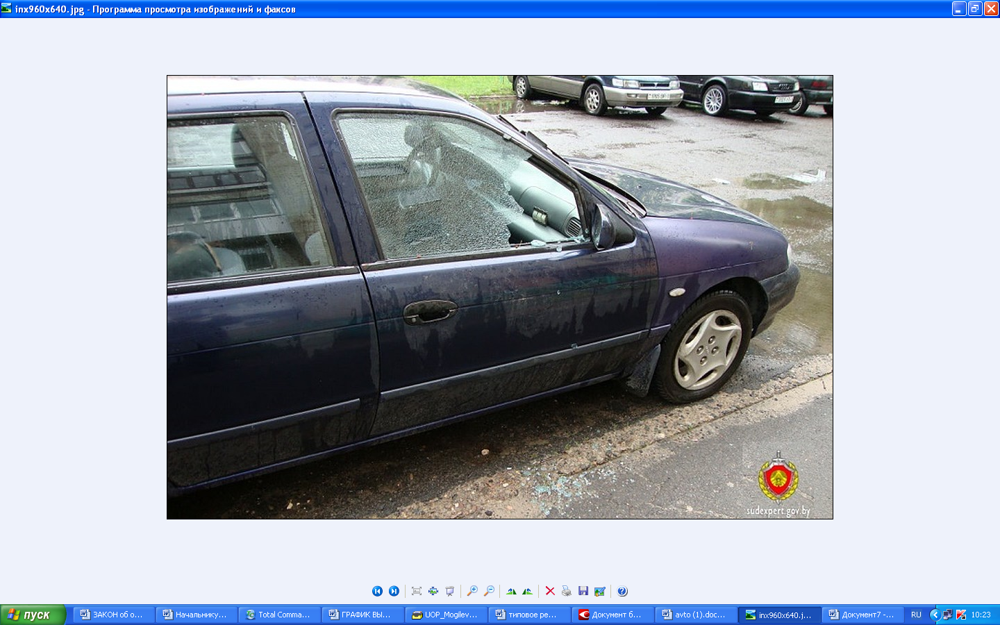 inx960x640.jpg - Программа просмотра изображений и факсов
sudexpert.gov.by
пуск
ЗАКОН об о...
Начальнику...
Total Comma...
ГРАФИК ВЫ...
UOP_Mogilev...
типовое ре...
Документ б...
avto (1).doc...
inx960x640.j...
Документ7 -...
RU
10:23